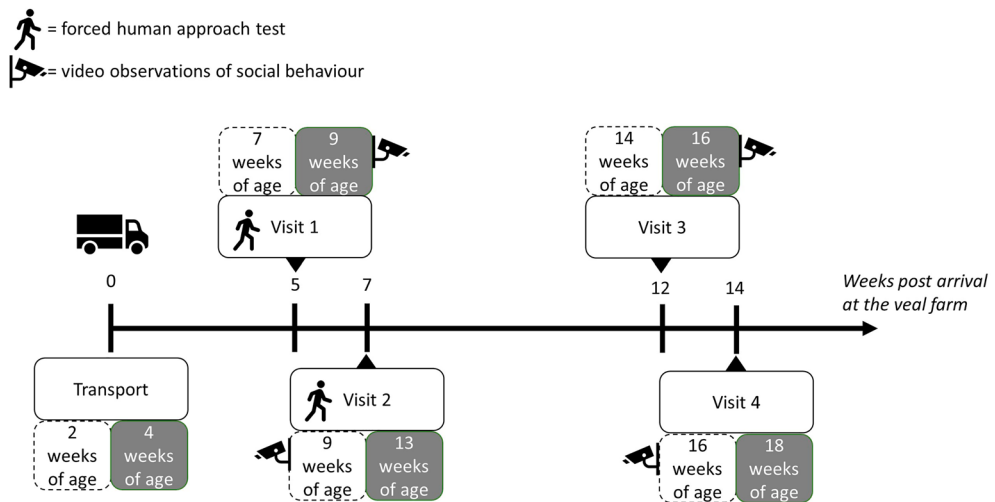 = forced human approach test
= video observations of social behaviour
7
weeks
of age
9
weeks
of age
14
weeks
of age
16
weeks
of age
Visit 1
Visit 3
0
5
7
12
14
Weeks post arrival
at the veal farm
Transport
Visit 2
Visit 4
2
weeks
of age
4
weeks
of age
9
weeks
of age
13
weeks
of age
16
weeks
of age
18
weeks
of age